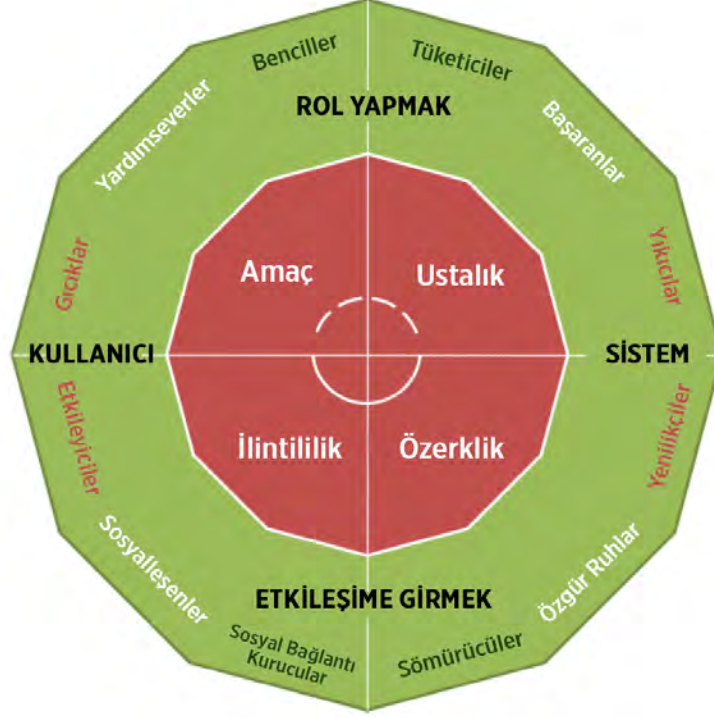 Benciller
Tüketiciler
ROL YAPMAK
Yardımseverler
Başaranlar
Gıcıklar
Amaç
Ustalık
Yıkıcılar
KULLANICI
SİSTEM
Etkileyiciler
İlintililik
Özerklik
Yenilikçiler
Sosyalleşenler
ETKİLEŞİME GİRMEK
Özgür Ruhlar
Sosyal Bağlantı
Kurucular
Sömürücüler